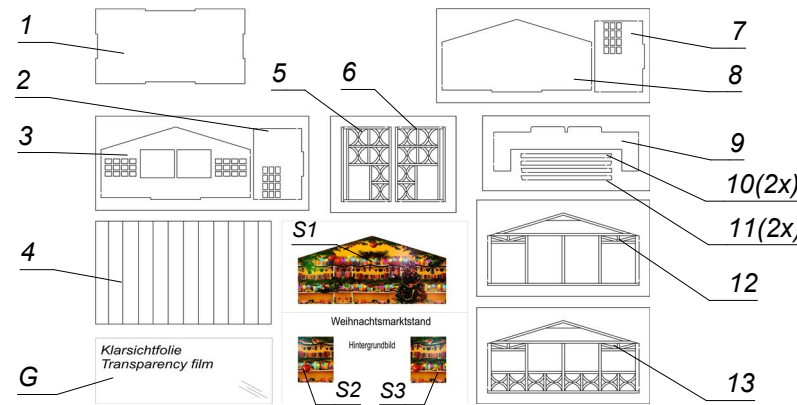 1
2
3
4
5
6
7
8
9
10(2x)
11(2x)
12
13
S1
Weihnachtsmarktstand
Hintergrundbild
S2
S3
G
Klarsichtfolie
Transparency film